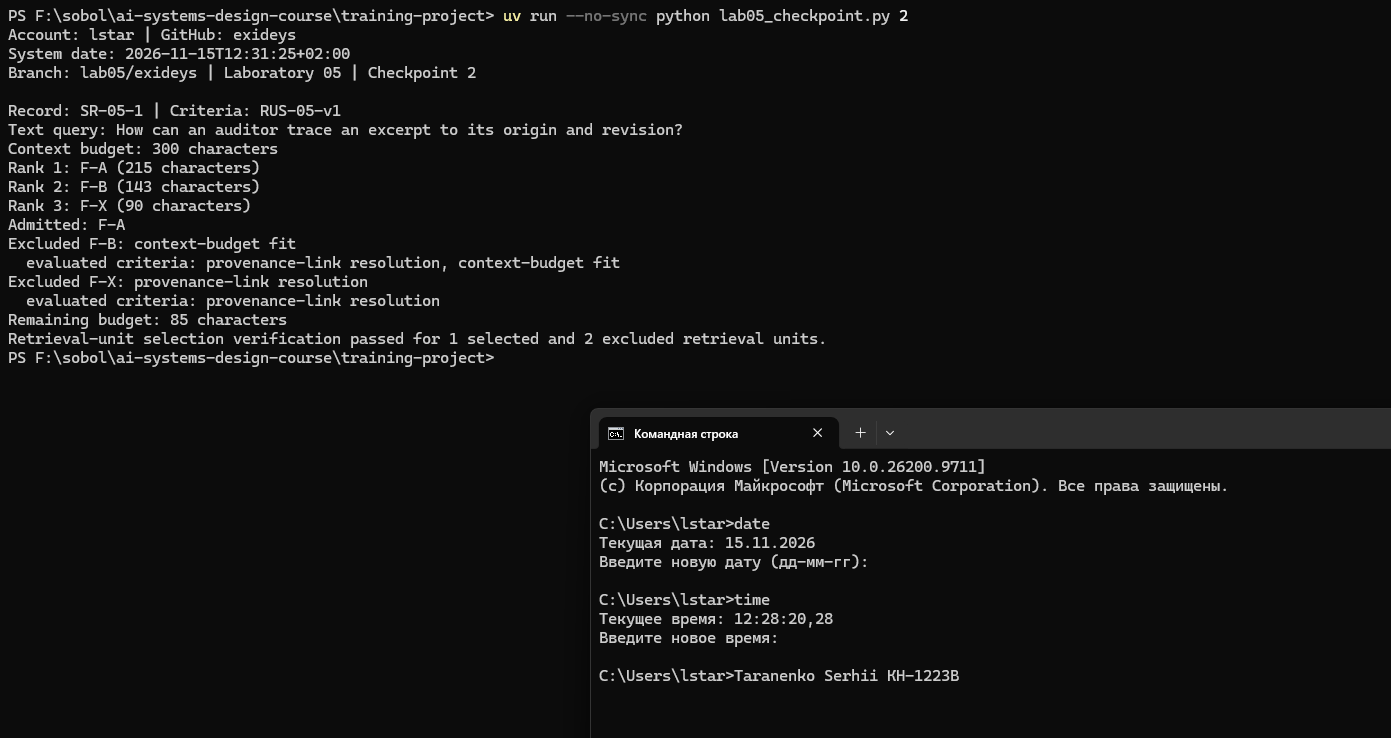 PS F:\sobol\ai-systems-design-course\training-project> uv run --no-sync python lab05_checkpoint.py 2
Account: lstar | GitHub: exideys
System date: 2026-11-15T12:31:25+02:00
Branch: lab05/exideys | Laboratory 05 | Checkpoint 2
Record: SR-05-1 | Criteria: RUS-05-v1
Text query: How can an auditor trace an excerpt to its origin and revision?
Context budget: 300 characters
Rank 1: F-A (215 characters)
Rank 2: F-B (143 characters)
Rank 3: F-X (90 characters)
Admitted: F-A
Excluded F-B: context-budget fit
  evaluated criteria: provenance-link resolution, context-budget fit
Excluded F-X: provenance-link resolution
  evaluated criteria: provenance-link resolution
Remaining budget: 85 characters
Retrieval-unit selection verification passed for 1 selected and 2 excluded retrieval units.
PS F:\sobol\ai-systems-design-course\training-project>
Командная строка
Microsoft Windows [Version 10.0.26200.9711]
(c) Корпорация Майкрософт (Microsoft Corporation). Все права защищены.
C:\Users\lstar>date
Текущая дата: 15.11.2026
Введите новую дату (дд-мм-гг):
C:\Users\lstar>time
Текущее время: 12:28:20,28
Введите новое время:
C:\Users\lstar>Taranenko Serhii КН-1223В